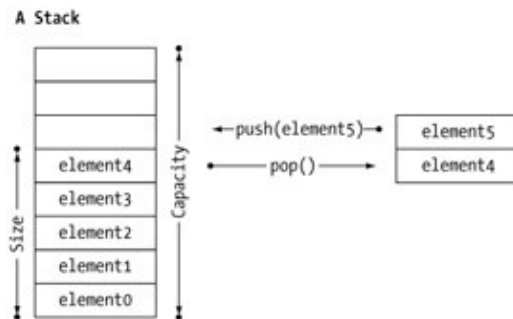 A Stack
push(element5)
element5
element4
pop()
element4
element3
element2
element1
element0
Size
Capacity